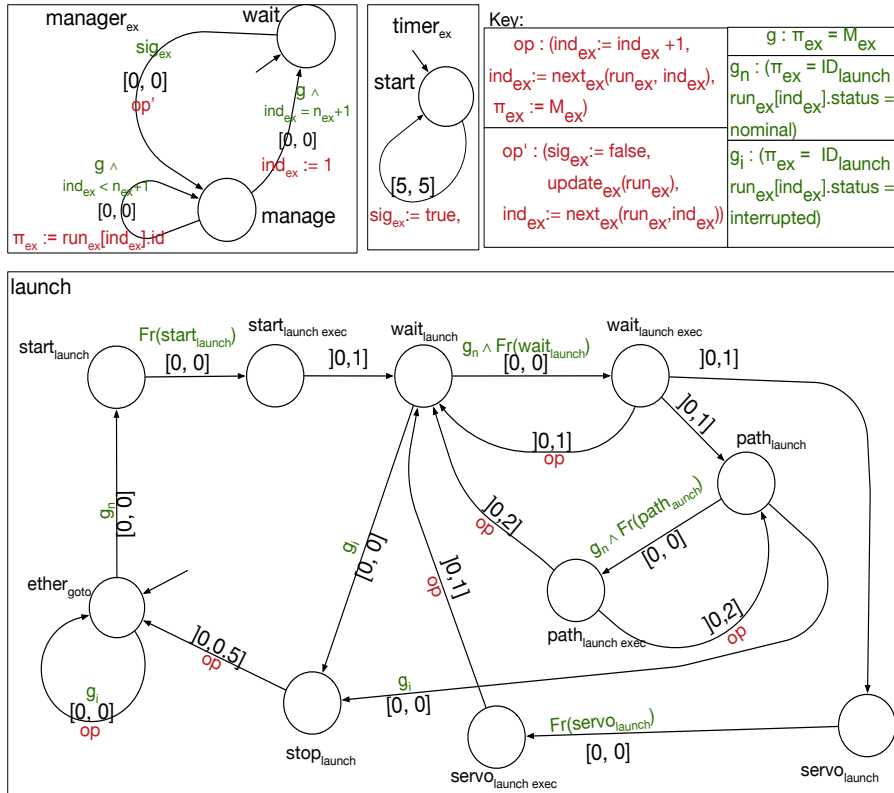 manager_ex
wait
sig_ex
[0, 0]
op'
g ∧
ind_ex = n_ex+1
[0, 0]
ind_ex := 1
g ∧
ind_ex < n_ex+1
[0, 0]
manage
π_ex := run_ex[ind_ex].id
timer_ex
start
[5, 5]
sig_ex:= true,
Key:
op : (ind_ex:= ind_ex +1,
ind_ex:= next_ex(run_ex, ind_ex),
π_ex := M_ex)
op' : (sig_ex:= false,
update_ex(run_ex),
ind_ex:= next_ex(run_ex,ind_ex))
g : π_ex = M_ex
g_n : (π_ex = ID_launch
run_ex[ind_ex].status =
nominal)
g_i : (π_ex = ID_launch
run_ex[ind_ex].status =
interrupted)
launch
start_launch
Fr(start_launch)
[0, 0]
start_launch exec
]0,1]
wait_launch
g_n ∧ Fr(wait_launch)
[0, 0]
wait_launch exec
]0,1]
]0,1]
op
]0,1]
path_launch
g_n ∧ Fr(path_aunch)
[0, 0]
]0,2]
op
path_launch exec
]0,2]
op
g_n
[0, 0]
g_i
[0, 0]
]0,1]
op
ether_goto
g_i
[0, 0]
op
]0,0.5]
op
stop_launch
g_i
[0, 0]
Fr(servo_launch)
[0, 0]
servo_launch exec
servo_launch